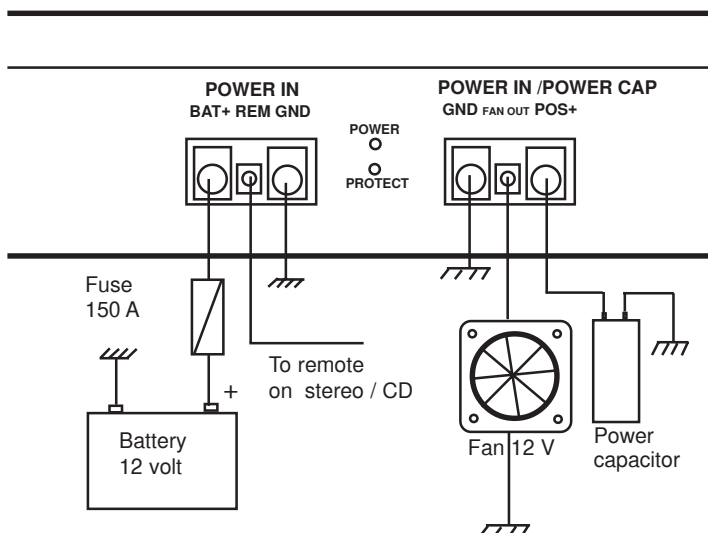 POWER IN
BAT+ REM GND
POWER IN /POWER CAP
GND FAN OUT POS+
POWER
PROTECT
Fuse
150 A
To remote
on stereo / CD
+
Battery
12 volt
Fan 12 V
Power
capacitor